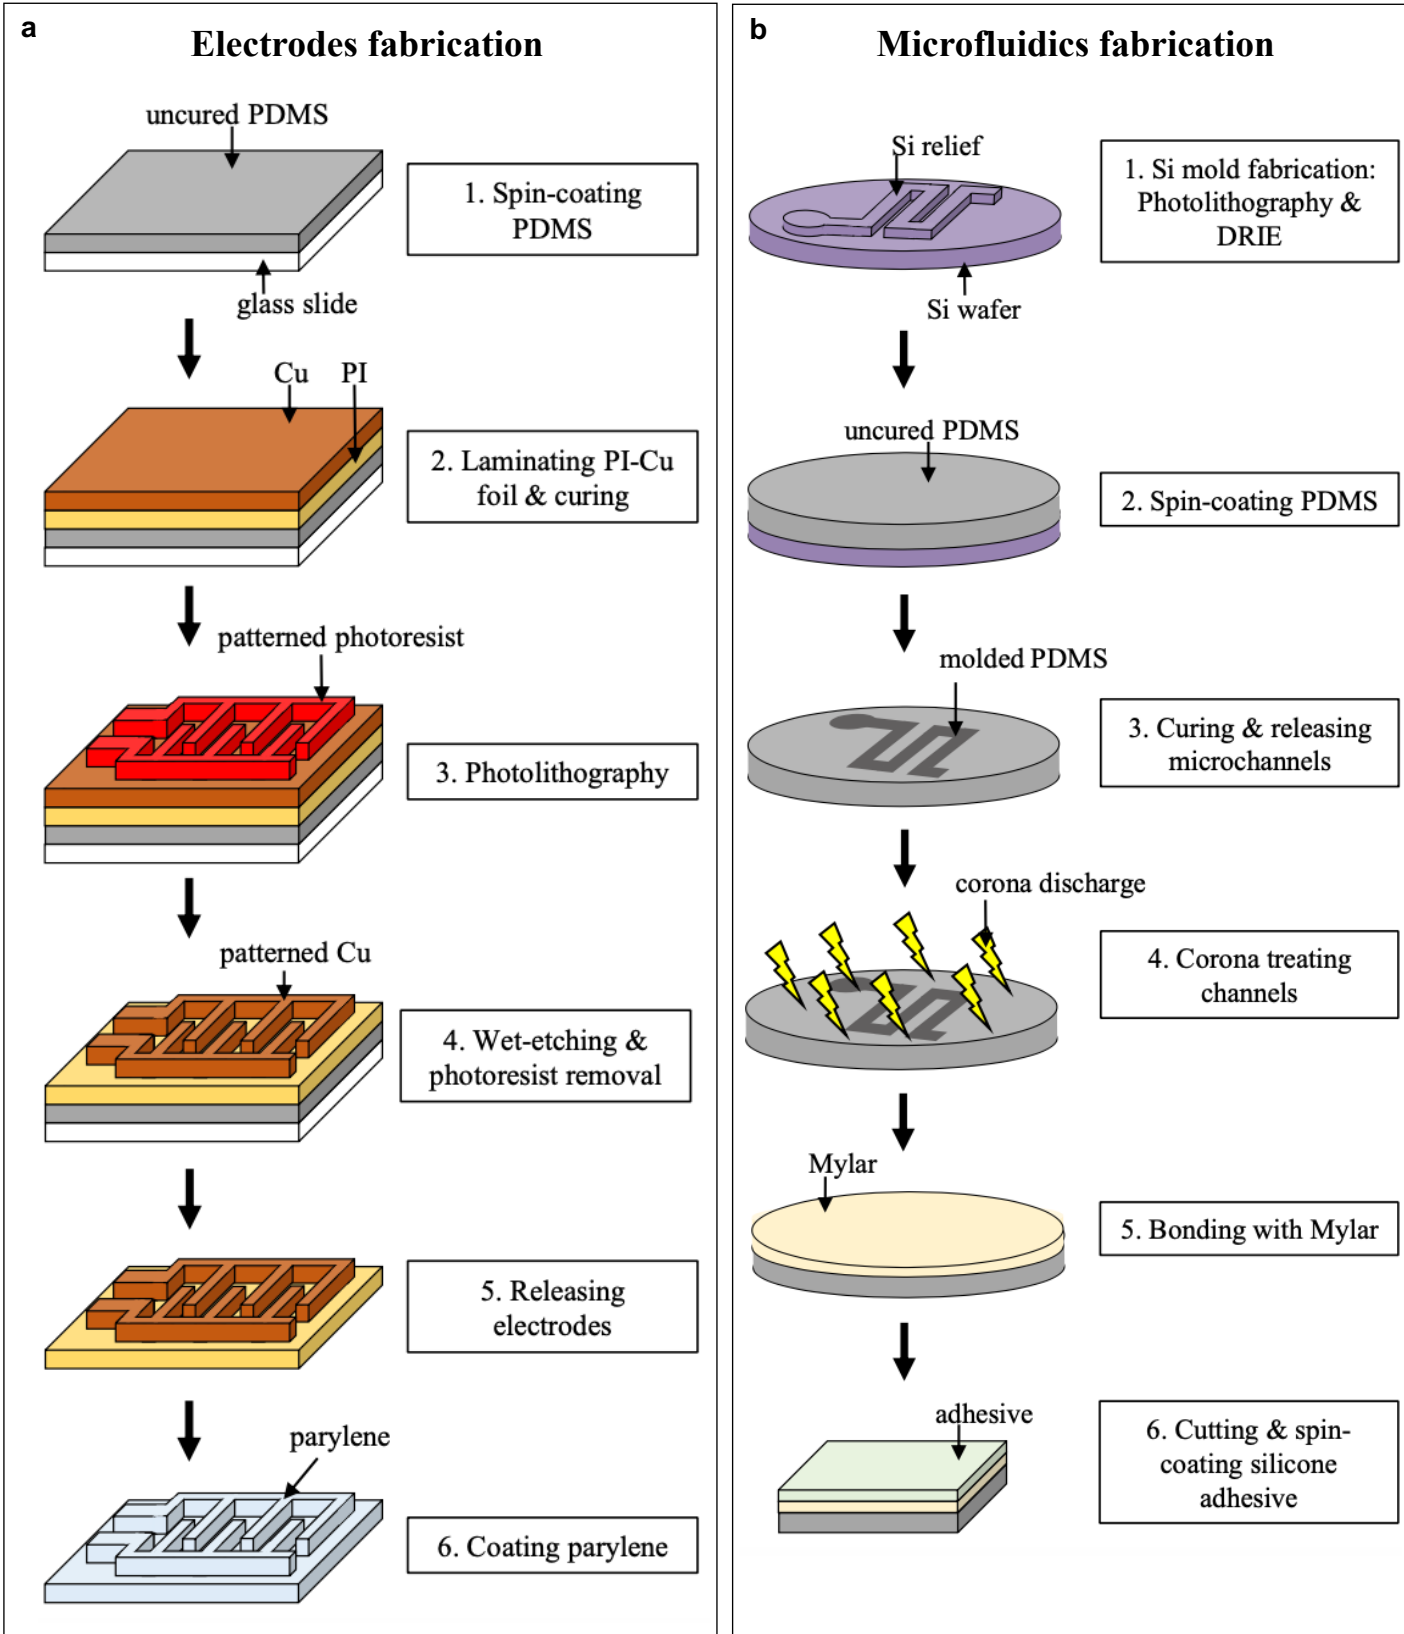 a
Electrodes fabrication
uncured PDMS
1. Spin-coating
PDMS
glass slide
Cu
PI
2. Laminating PI-Cu
foil & curing
patterned photoresist
3. Photolithography
patterned Cu
4. Wet-etching &
photoresist removal
5. Releasing
electrodes
parylene
6. Coating parylene
b
Microfluidics fabrication
Si relief
1. Si mold fabrication:
Photolithography &
DRIE
Si wafer
uncured PDMS
2. Spin-coating PDMS
molded PDMS
3. Curing & releasing
microchannels
corona discharge
4. Corona treating
channels
Mylar
5. Bonding with Mylar
adhesive
6. Cutting & spin-
coating silicone
adhesive